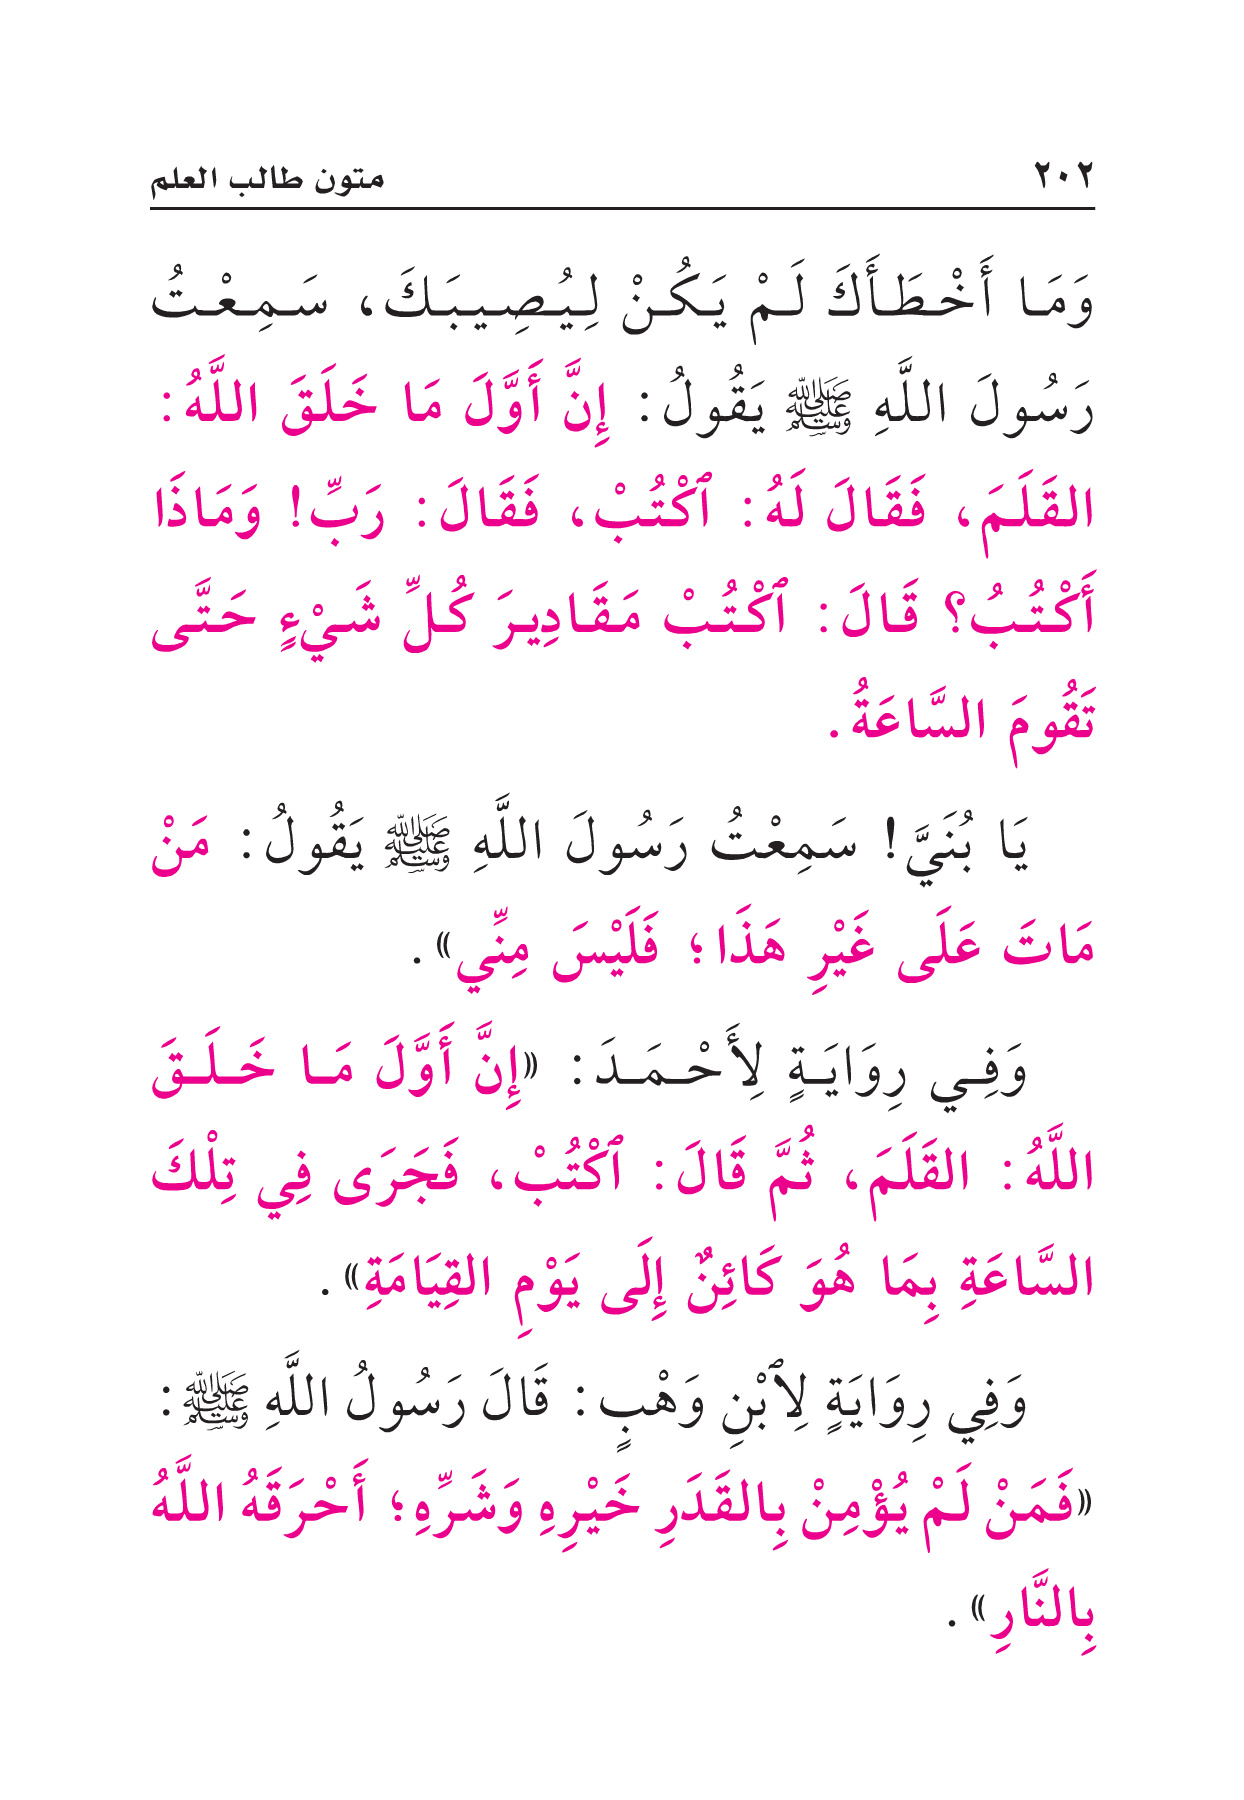 ٢٠٢ متون طالب العلم
وَمَا أَخْطَأَكَ لَمْ يَكُنْ لِيُصِيبَكَ، سَمِعْتُ
رَسُولَ اللَّهِ ﷺ يَقُولُ: إِنَّ أَوَّلَ مَا خَلَقَ اللَّهُ:
القَلَمَ، فَقَالَ لَهُ: ٱكْتُبْ، فَقَالَ: رَبِّ! وَمَاذَا
أَكْتُبُ؟ قَالَ: ٱكْتُبْ مَقَادِيرَ كُلِّ شَيْءٍ حَتَّى
تَقُومَ السَّاعَةُ.
يَا بُنَيَّ! سَمِعْتُ رَسُولَ اللَّهِ ﷺ يَقُولُ: مَنْ
مَاتَ عَلَى غَيْرِ هَذَا؛ فَلَيْسَ مِنِّي».
وَفِي رِوَايَةٍ لِأَحْمَدَ: «إِنَّ أَوَّلَ مَا خَلَقَ
اللَّهُ: القَلَمَ، ثُمَّ قَالَ: ٱكْتُبْ، فَجَرَى فِي تِلْكَ
السَّاعَةِ بِمَا هُوَ كَائِنٌ إِلَى يَوْمِ القِيَامَةِ».
وَفِي رِوَايَةٍ لِٱبْنِ وَهْبٍ: قَالَ رَسُولُ اللَّهِ ﷺ:
«فَمَنْ لَمْ يُؤْمِنْ بِالقَدَرِ خَيْرِهِ وَشَرِّهِ؛ أَحْرَقَهُ اللَّهُ
بِالنَّارِ».